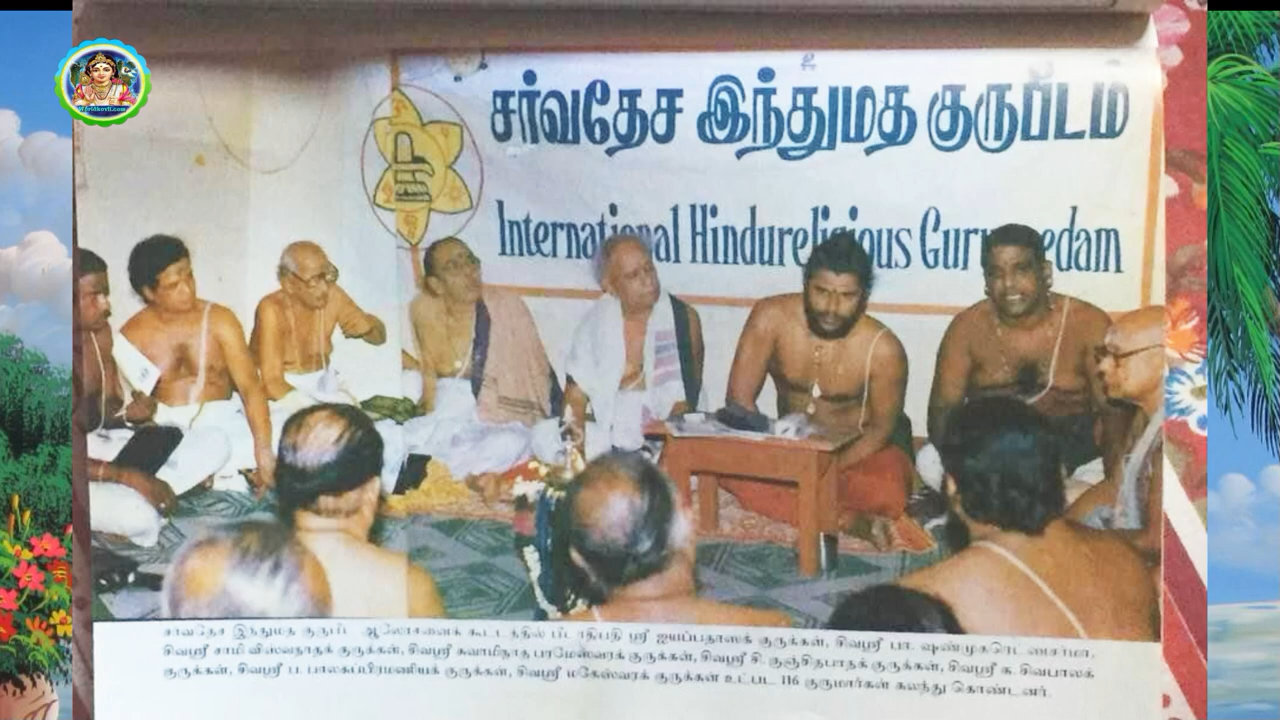 சர்வதேச இந்துமத குருபீடம்
International Hindureligious Gurupeedam
சர்வதேச இந்துமத குருபீட ஆலோசனைக் கூட்டத்தில் பீடாதிபதி ஸ்ரீ ஐயப்பதாஸக் குருக்கள், சிவஸ்ரீ பா. ஷண்முகரெட்ணசர்மா,
சிவஸ்ரீ சாமி விஸ்வநாதக் குருக்கள், சிவஸ்ரீ சுவாமிநாத பரமேஸ்வரக் குருக்கள், சிவஸ்ரீ சி. குஞ்சிதபாதக் குருக்கள், சிவஸ்ரீ க. சிவபாலக்
குருக்கள், சிவஸ்ரீ ப. பாலசுப்பிரமணியக் குருக்கள், சிவஸ்ரீ மகேஸ்வரக் குருக்கள் உட்பட 116 குருமார்கள் கலந்து கொண்டனர்.